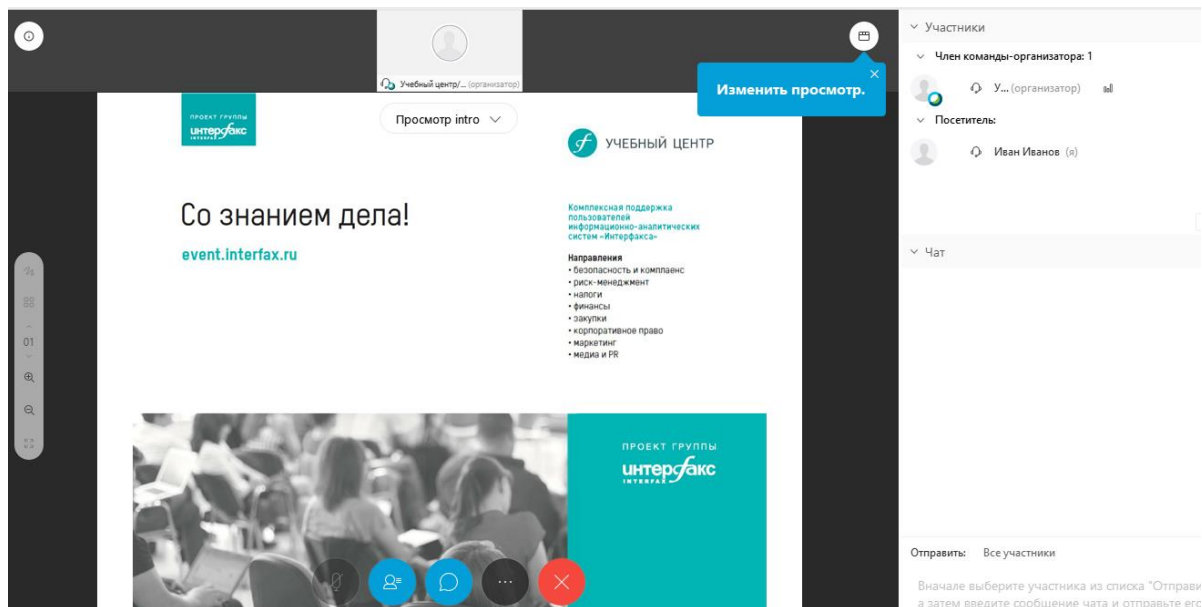 Учебный центр/... (организатор)
Изменить просмотр.
ПРОЕКТ ГРУППЫ
интерфакс
INTERFAX
Просмотр intro
УЧЕБНЫЙ ЦЕНТР
Со знанием дела!
event.interfax.ru
Комплексная поддержка
пользователей
информационно-аналитических
систем «Интерфакса»
Направления
• безопасность и комплаенс
• риск-менеджмент
• налоги
• финансы
• закупки
• корпоративное право
• маркетинг
• медиа и PR
01
ПРОЕКТ ГРУППЫ
интерфакс
INTERFAX
Участники
Член команды-организатора: 1
У... (организатор)
Посетитель:
Иван Иванов (я)
Чат
Отправить: Все участники
Вначале выберите участника из списка "Отправи
а затем введите сообщение чата и отправьте его